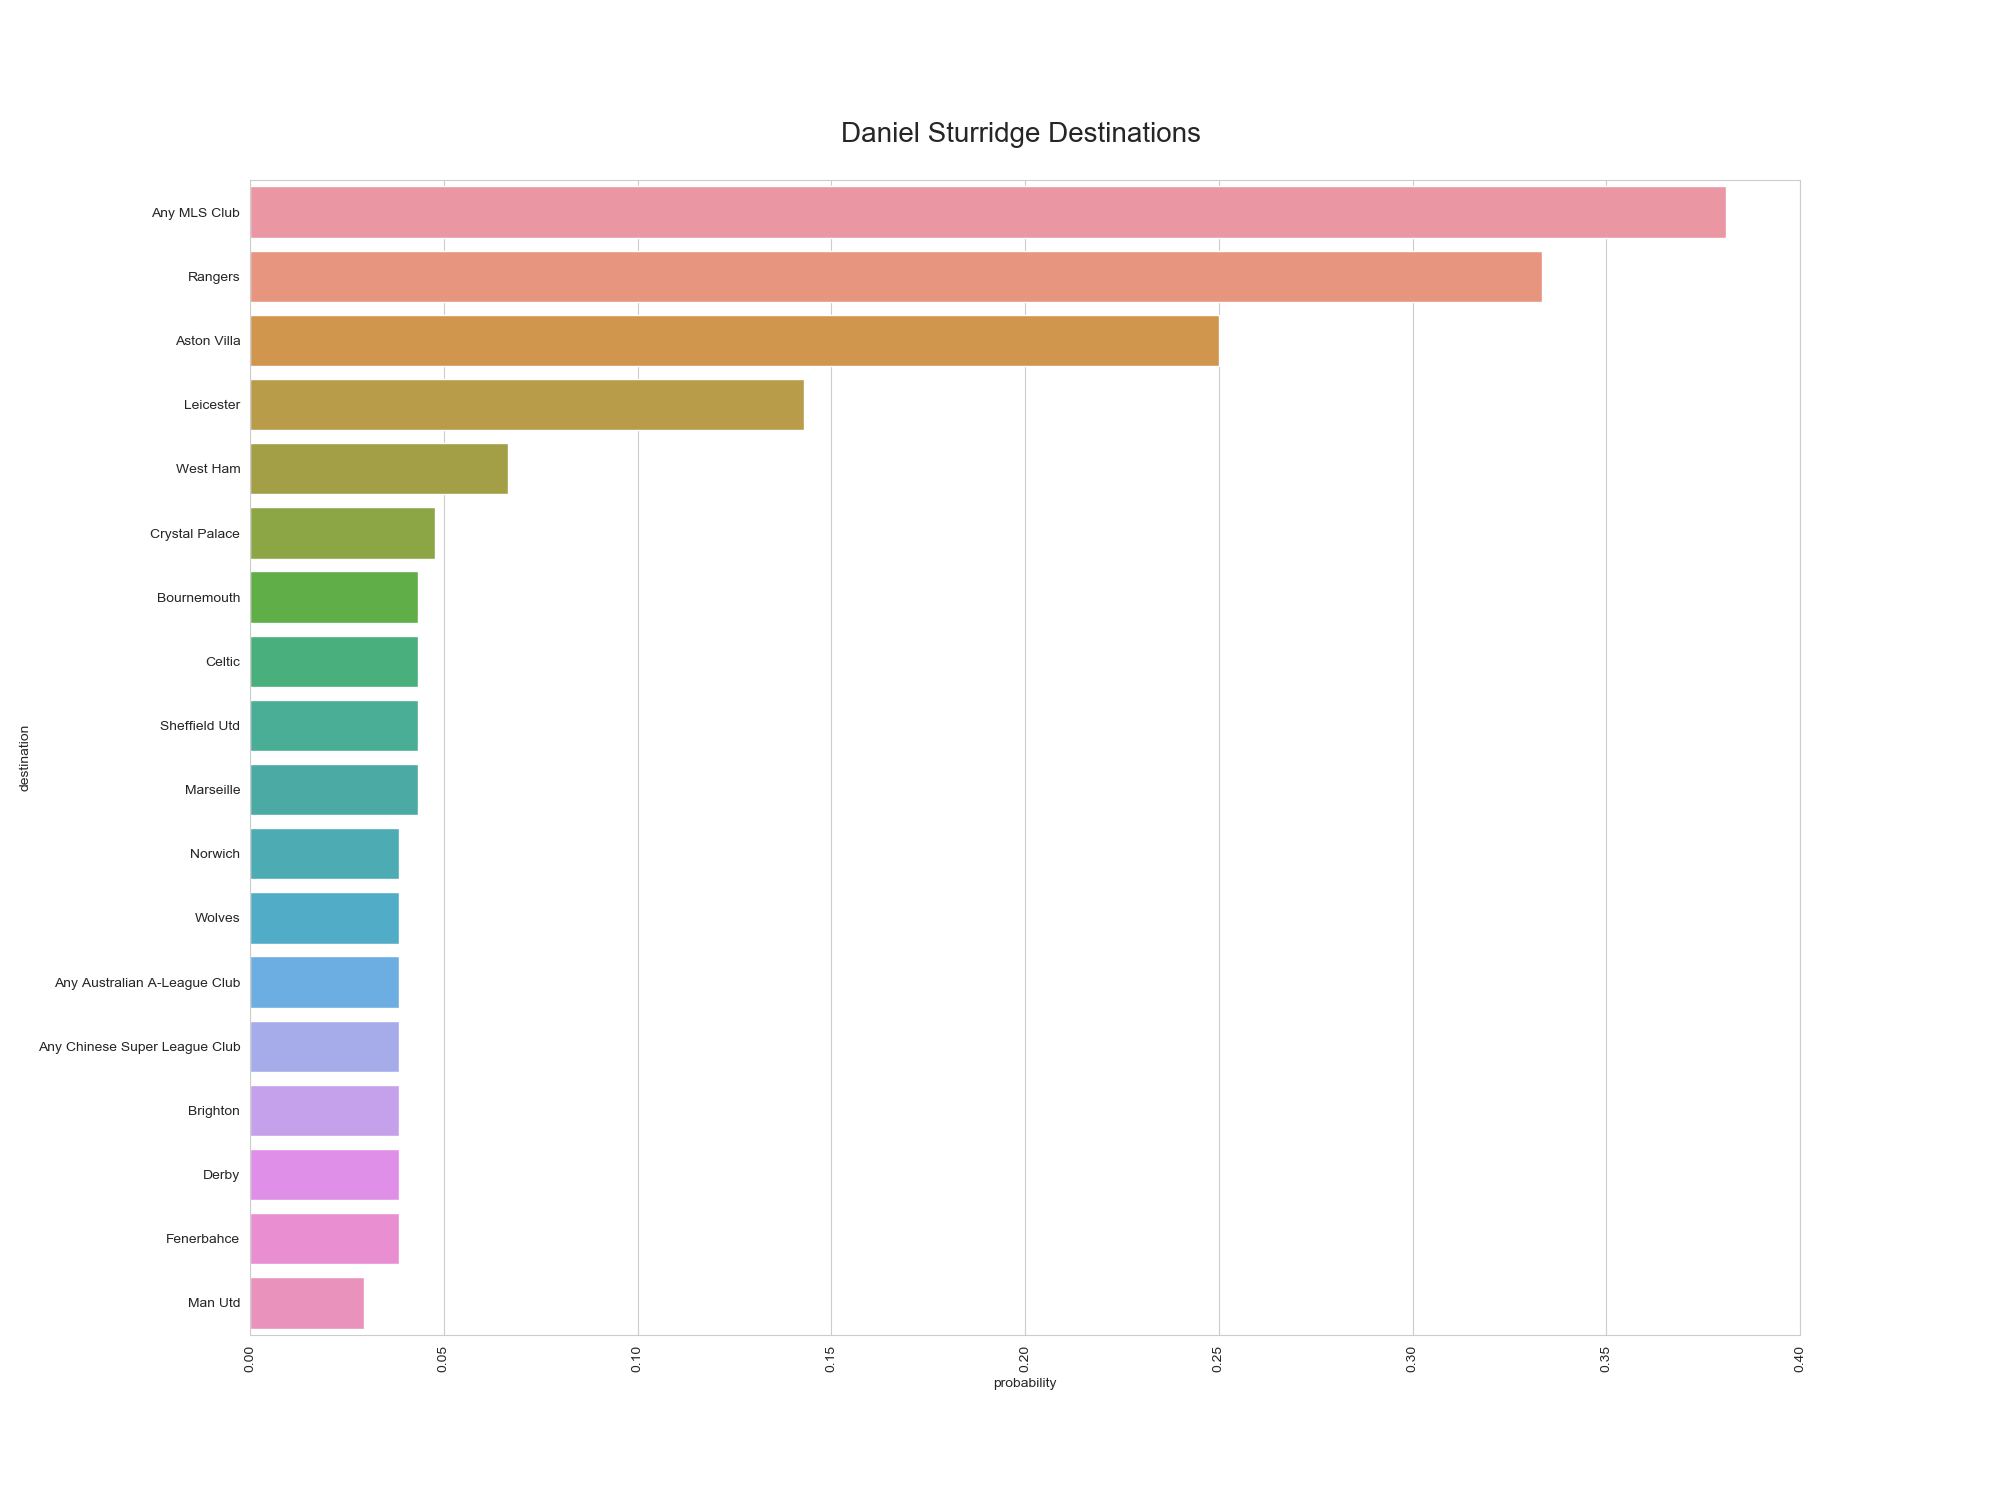 Daniel Sturridge Destinations
Any MLS Club
Rangers
Aston Villa
Leicester
West Ham
Crystal Palace
Bournemouth
Celtic
Sheffield Utd
Marseille
Norwich
Wolves
Any Australian A-League Club
Any Chinese Super League Club
Brighton
Derby
Fenerbahce
Man Utd
destination
0.00
0.05
0.10
0.15
0.20
0.25
0.30
0.35
0.40
probability